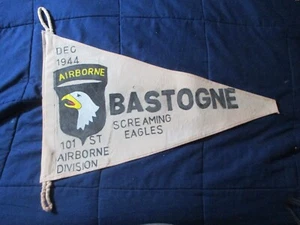 DEC
1944
AIRBORNE
BASTOGNE
SCREAMING
EAGLES
101 ST
AIRBORNE
DIVISION